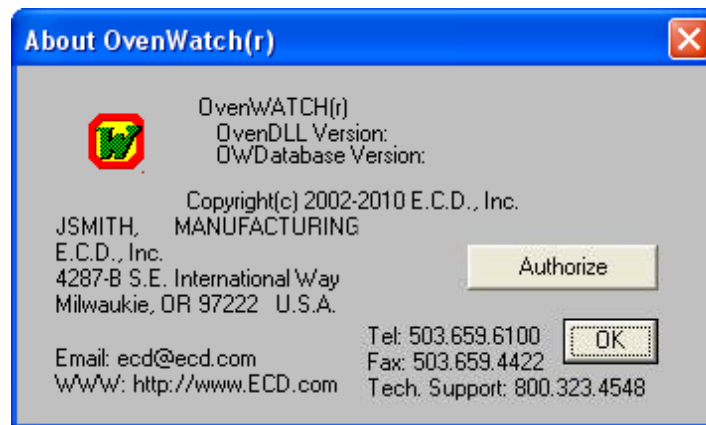 About OvenWatch(r)
W
OvenWATCH(r)
OvenDLL Version:
OWDatabase Version:
Copyright(c) 2002-2010 E.C.D., Inc.
JSMITH, MANUFACTURING
E.C.D., Inc.
4287-B S.E. International Way
Milwaukie, OR 97222 U.S.A.
Authorize
Tel: 503.659.6100
OK
Email: ecd@ecd.com
Fax: 503.659.4422
WWW: http://www.ECD.com
Tech. Support: 800.323.4548